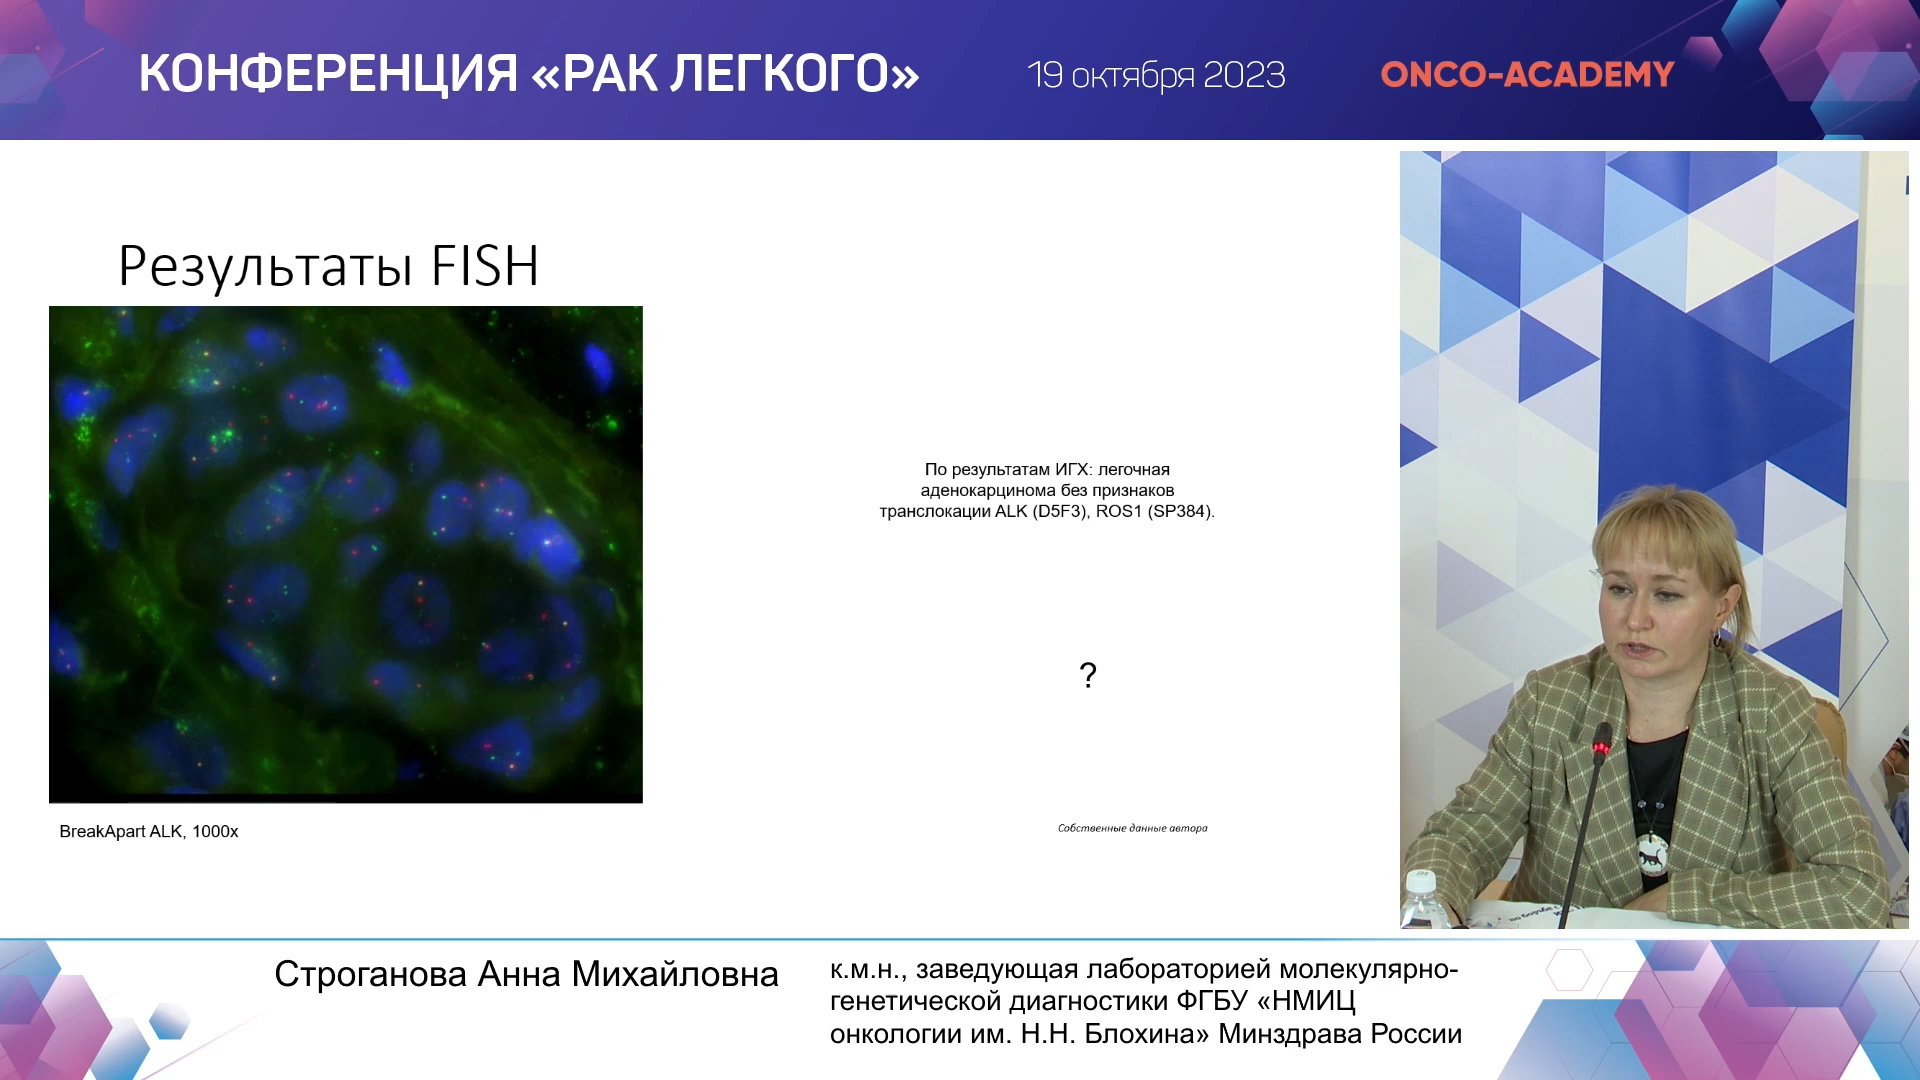 КОНФЕРЕНЦИЯ «РАК ЛЕГКОГО»
19 октября 2023
ONCO-ACADEMY
Результаты FISH
По результатам ИГХ: легочная
аденокарцинома без признаков
транслокации ALK (D5F3), ROS1 (SP384).
?
BreakApart ALK, 1000x
Собственные данные автора
Строганова Анна Михайловна
к.м.н., заведующая лабораторией молекулярно-
генетической диагностики ФГБУ «НМИЦ
онкологии им. Н.Н. Блохина» Минздрава России